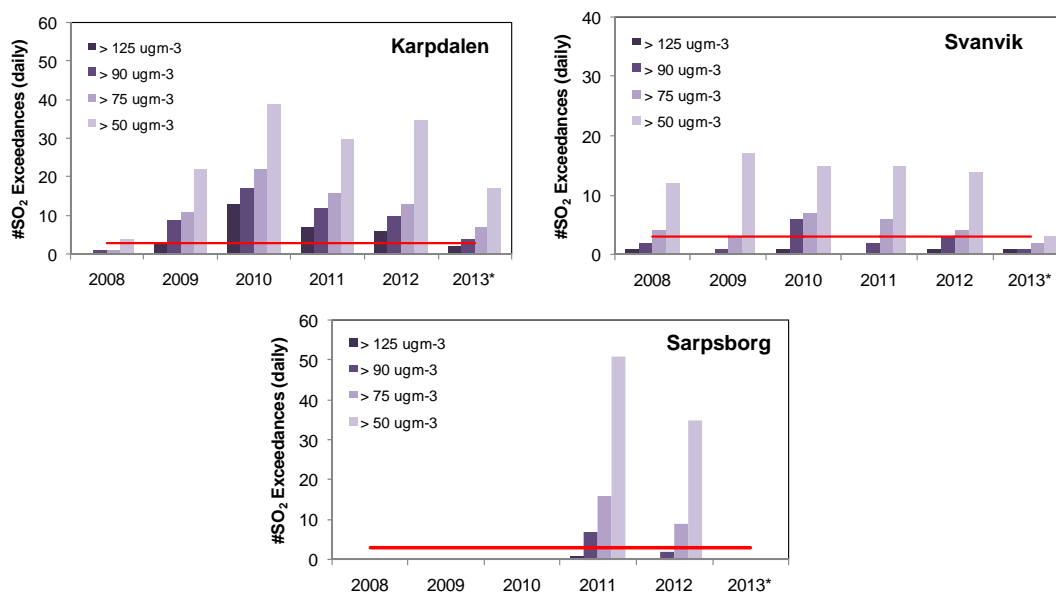 #SO₂ Exceedances (daily)
60
50
40
30
20
10
0
> 125 ugm-3
> 90 ugm-3
> 75 ugm-3
> 50 ugm-3
Karpdalen
2008 2009 2010 2011 2012 2013*
#SO₂ Exceedances (daily)
40
30
20
10
0
> 125 ugm-3
> 90 ugm-3
> 75 ugm-3
> 50 ugm-3
Svanvik
2008 2009 2010 2011 2012 2013*
#SO₂ Exceedances (daily)
60
50
40
30
20
10
0
> 125 ugm-3
> 90 ugm-3
> 75 ugm-3
> 50 ugm-3
Sarpsborg
2008 2009 2010 2011 2012 2013*